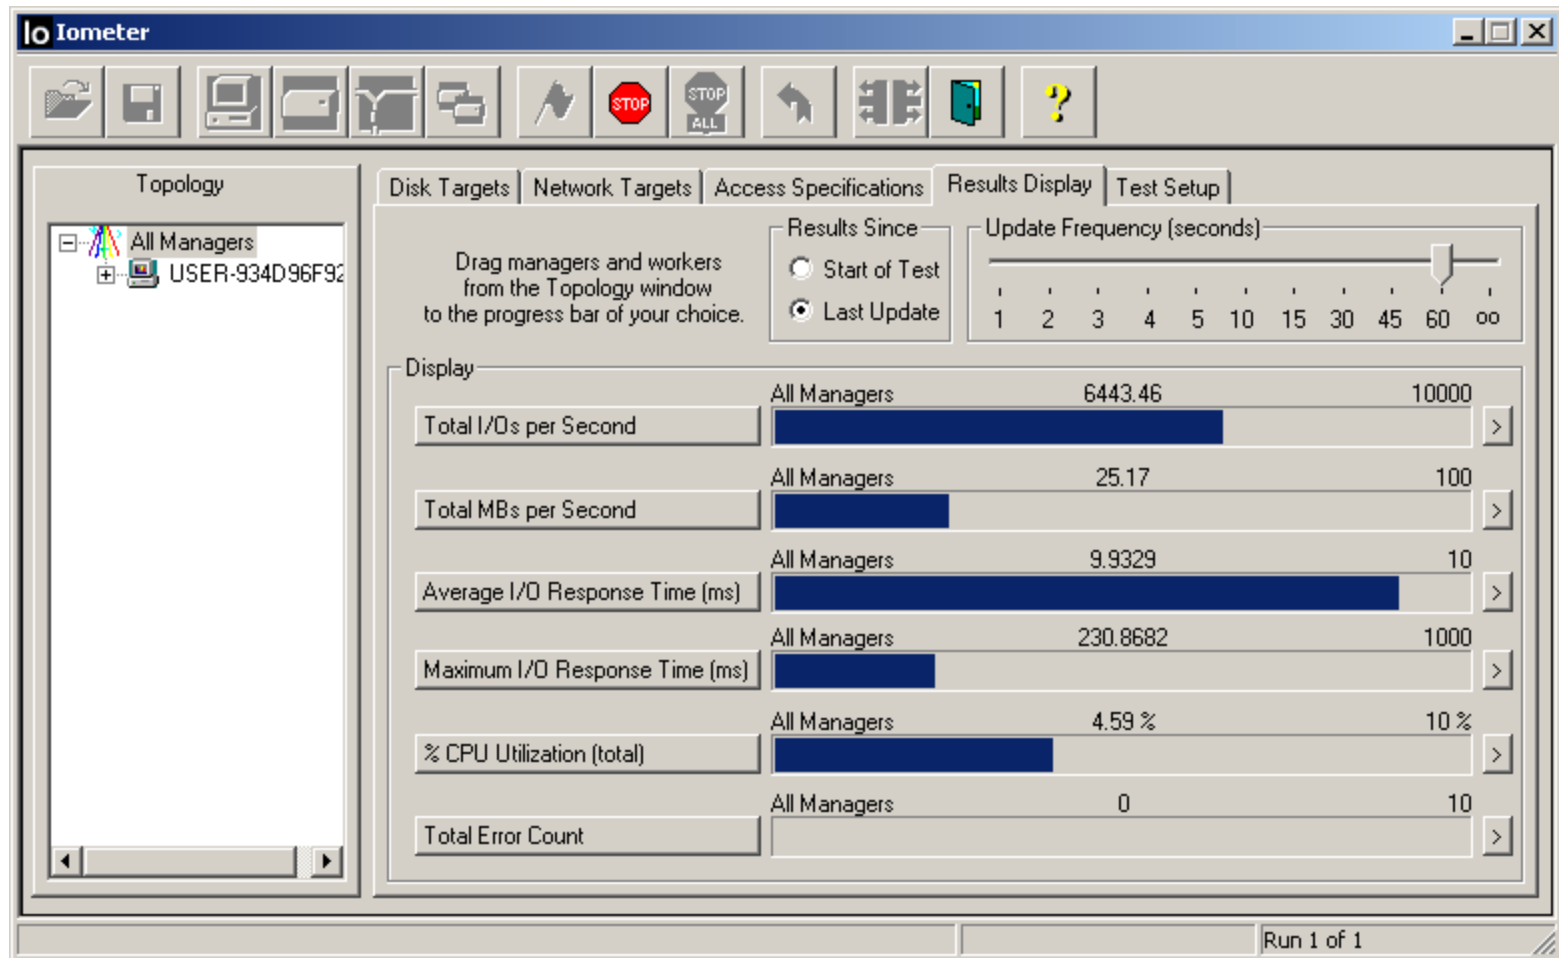 Io Iometer
STOP
STOP
ALL
?
Topology
All Managers
USER-934D96F92
Disk Targets
Network Targets
Access Specifications
Results Display
Test Setup
Drag managers and workers
from the Topology window
to the progress bar of your choice.
Results Since
Start of Test
Last Update
Update Frequency (seconds)
1 2 3 4 5 10 15 30 45 60 oo
Display
All Managers 6443.46 10000
Total I/Os per Second >
All Managers 25.17 100
Total MBs per Second >
All Managers 9.9329 10
Average I/O Response Time (ms) >
All Managers 230.8682 1000
Maximum I/O Response Time (ms) >
All Managers 4.59 % 10 %
% CPU Utilization (total) >
All Managers 0 10
Total Error Count >
Run 1 of 1